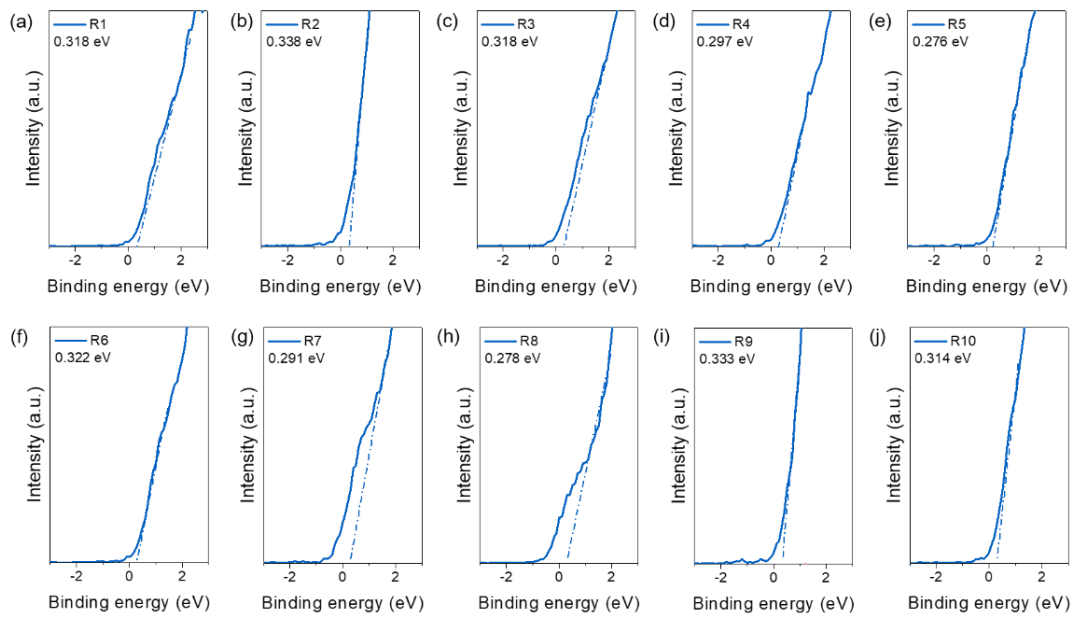 (a)
R1
0.318 eV
Intensity (a.u.)
-2 0 2
Binding energy (eV)
(b)
R2
0.338 eV
Intensity (a.u.)
-2 0 2
Binding energy (eV)
(c)
R3
0.318 eV
Intensity (a.u.)
-2 0 2
Binding energy (eV)
(d)
R4
0.297 eV
Intensity (a.u.)
-2 0 2
Binding energy (eV)
(e)
R5
0.276 eV
Intensity (a.u.)
-2 0 2
Binding energy (eV)
(f)
R6
0.322 eV
Intensity (a.u.)
-2 0 2
Binding energy (eV)
(g)
R7
0.291 eV
Intensity (a.u.)
-2 0 2
Binding energy (eV)
(h)
R8
0.278 eV
Intensity (a.u.)
-2 0 2
Binding energy (eV)
(i)
R9
0.333 eV
Intensity (a.u.)
-2 0 2
Binding energy (eV)
(j)
R10
0.314 eV
Intensity (a.u.)
-2 0 2
Binding energy (eV)